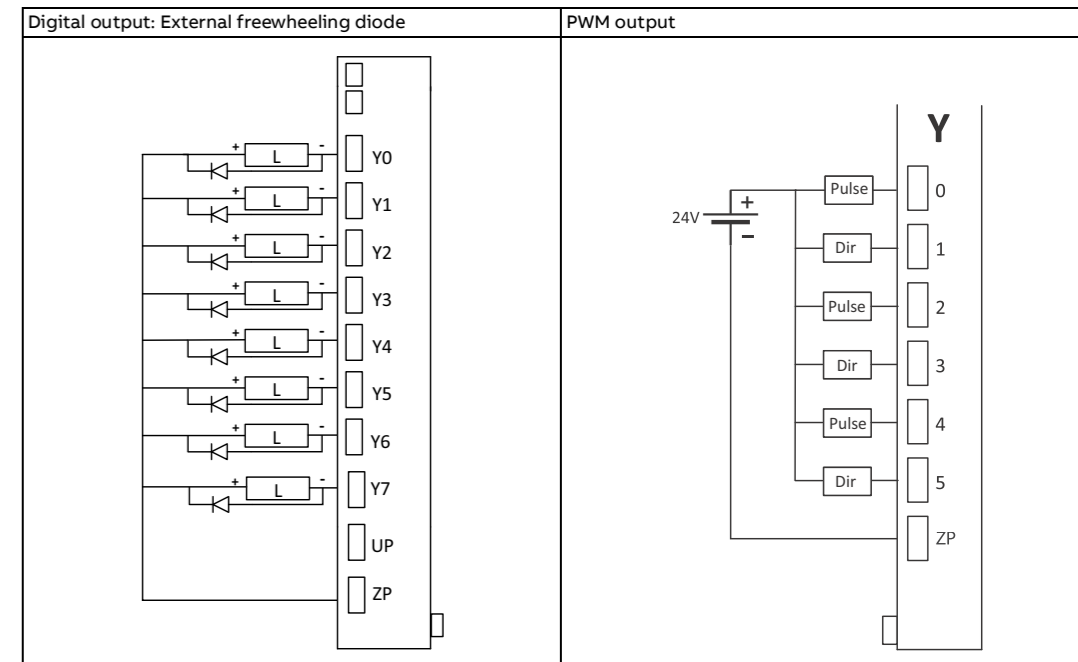 Digital output: External freewheeling diode
PWM output
+ L - Y0
+ L - Y1
+ L - Y2
+ L - Y3
+ L - Y4
+ L - Y5
+ L - Y6
+ L - Y7
UP
ZP
Y
24V + -
Pulse 0
Dir 1
Pulse 2
Dir 3
Pulse 4
Dir 5
ZP